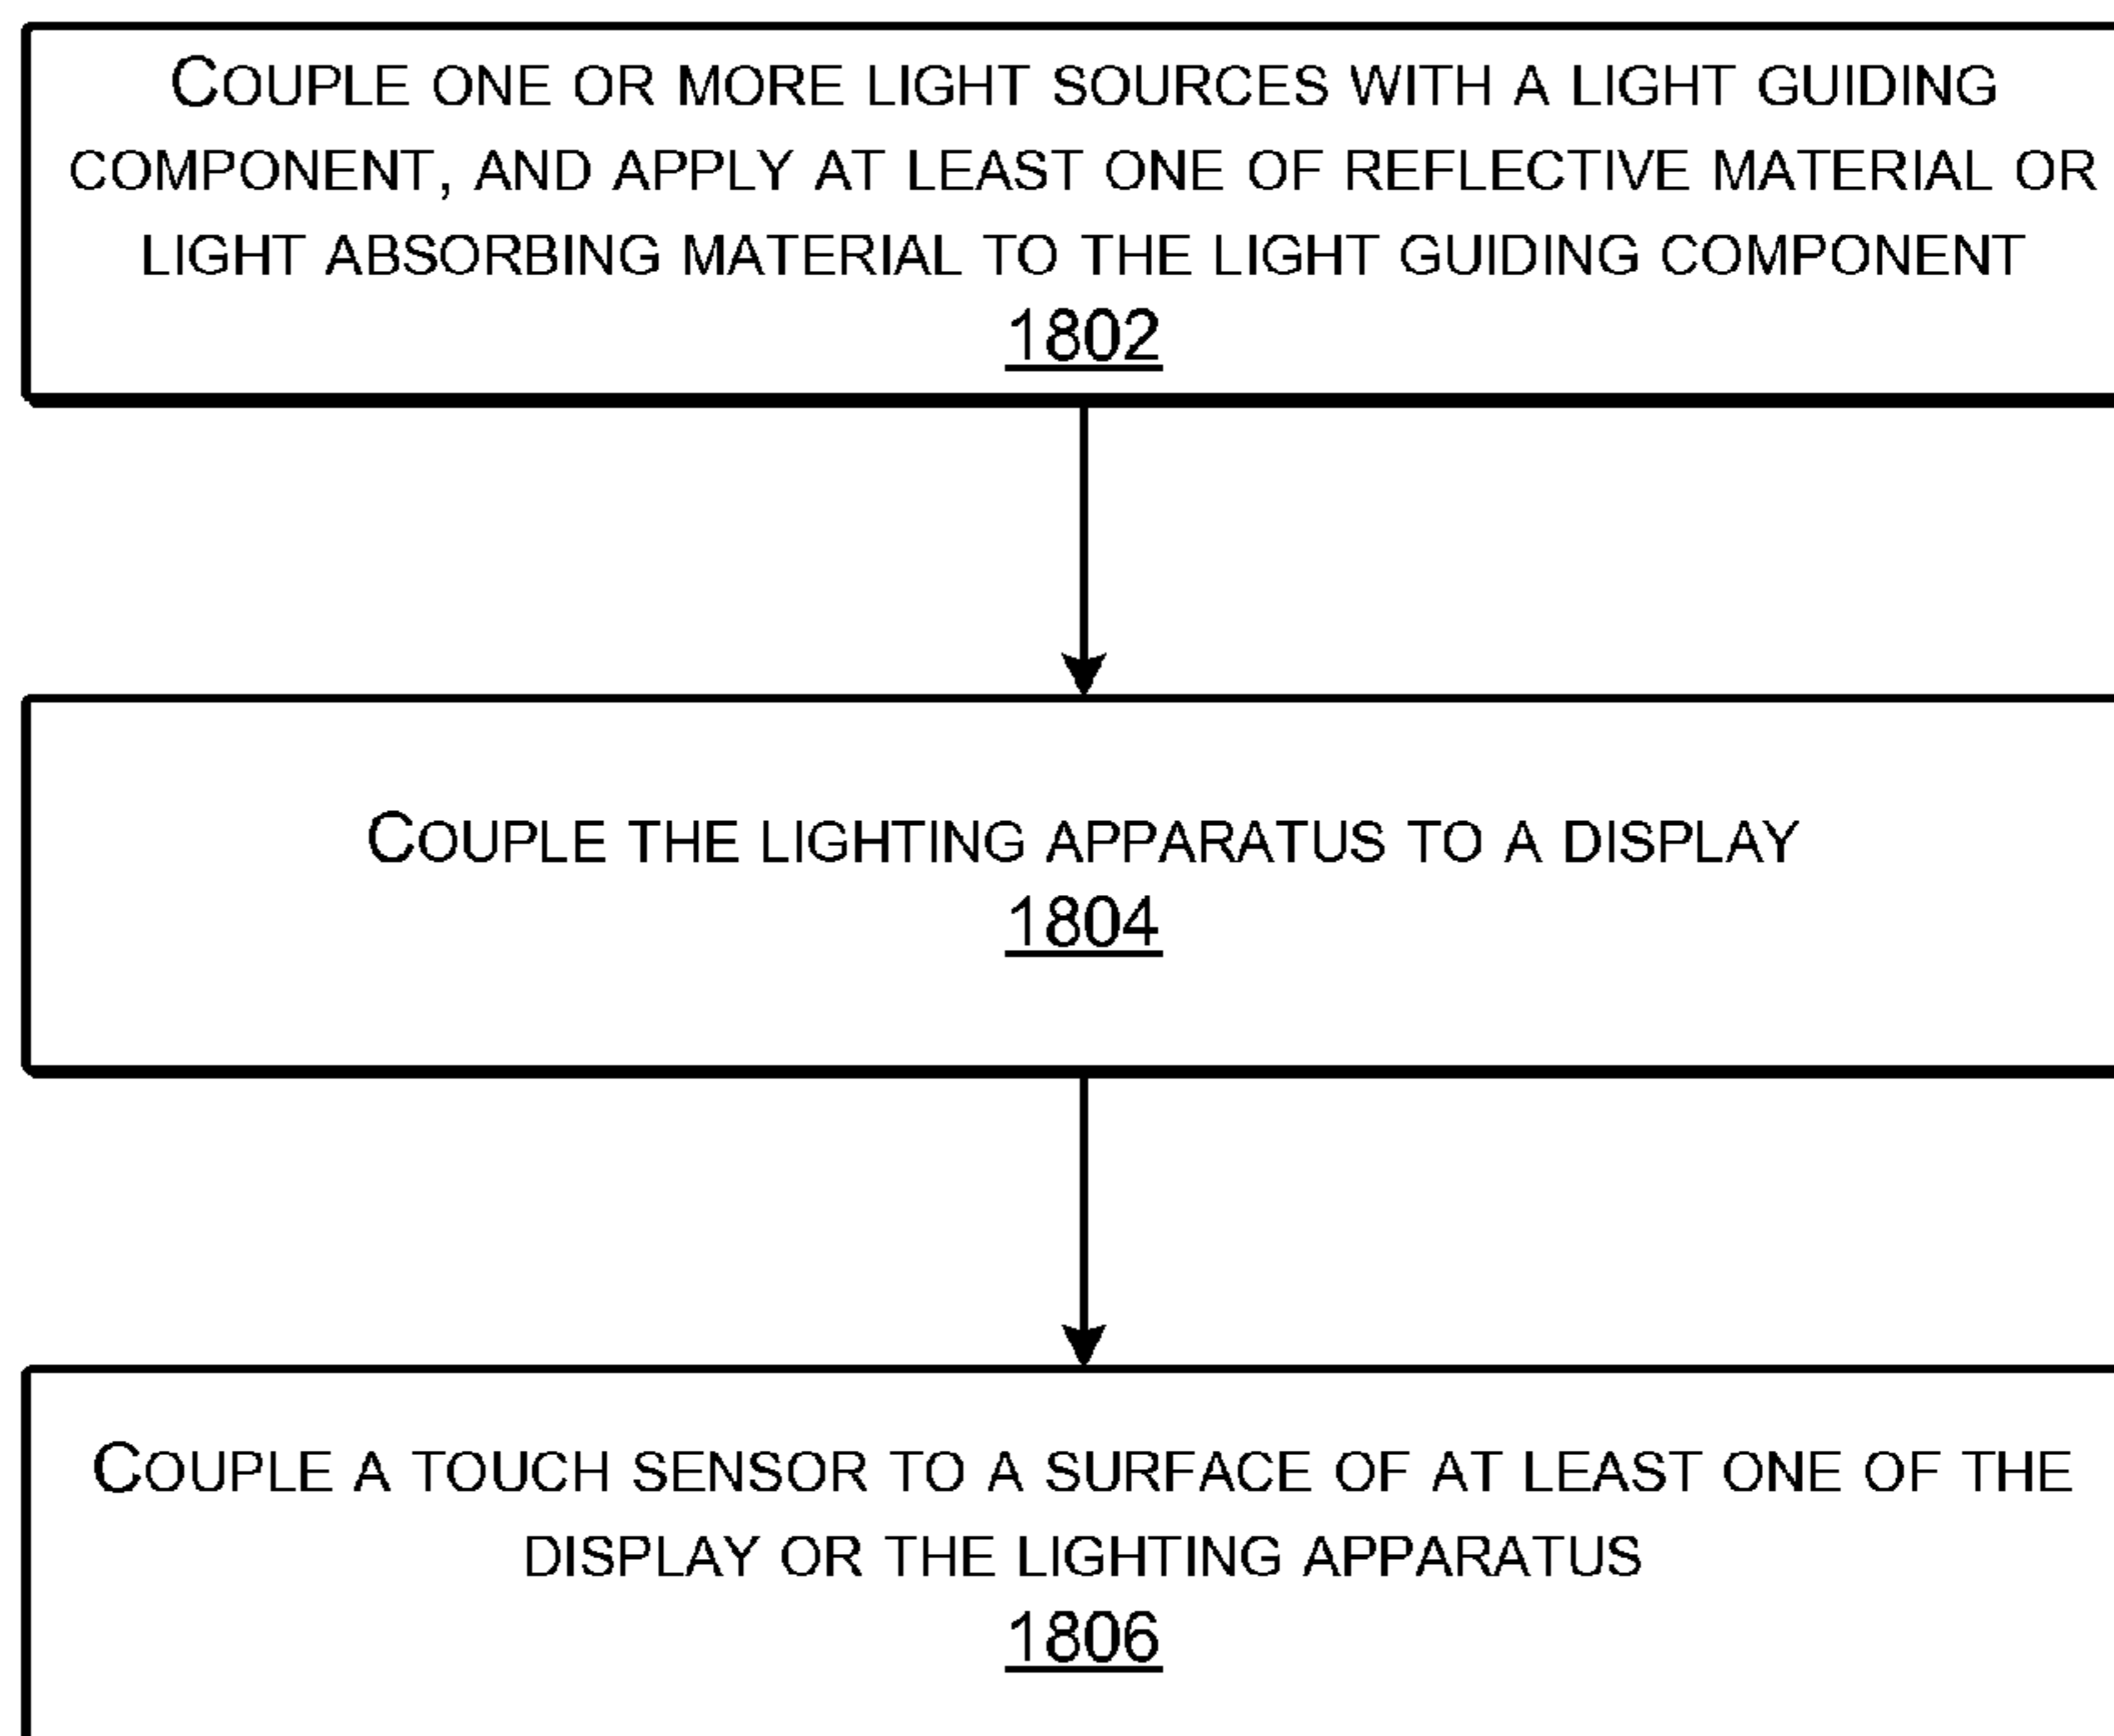 COUPLE ONE OR MORE LIGHT SOURCES WITH A LIGHT GUIDING
COMPONENT, AND APPLY AT LEAST ONE OF REFLECTIVE MATERIAL OR
LIGHT ABSORBING MATERIAL TO THE LIGHT GUIDING COMPONENT
1802
COUPLE THE LIGHTING APPARATUS TO A DISPLAY
1804
COUPLE A TOUCH SENSOR TO A SURFACE OF AT LEAST ONE OF THE
DISPLAY OR THE LIGHTING APPARATUS
1806